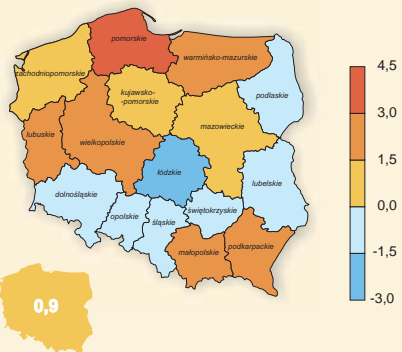 pomorskie
warmińsko-mazurskie
zachodniopomorskie
podlaskie
kujawsko-
-pomorskie
mazowieckie
lubuskie
wielkopolskie
łódzkie
lubelskie
dolnośląskie
świętokrzyskie
opolskie
śląskie
podkarpackie
małopolskie
4,5
3,0
1,5
0,0
-1,5
-3,0
0,9